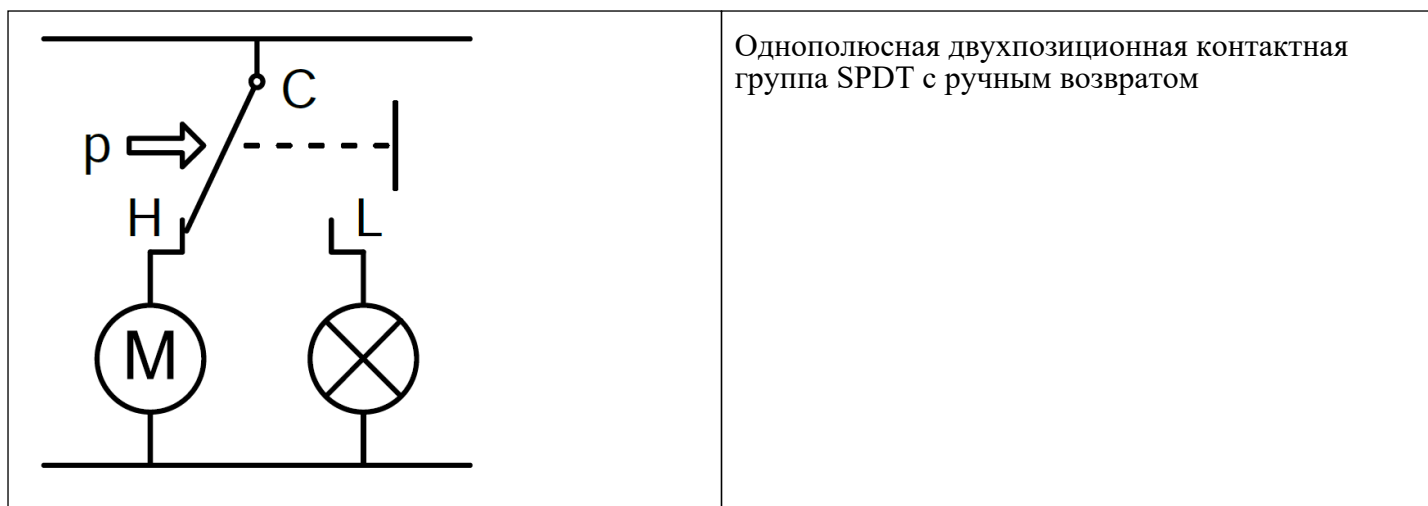 C
p
H
L
M
Однополюсная двухпозиционная контактная
группа SPDT с ручным возвратом